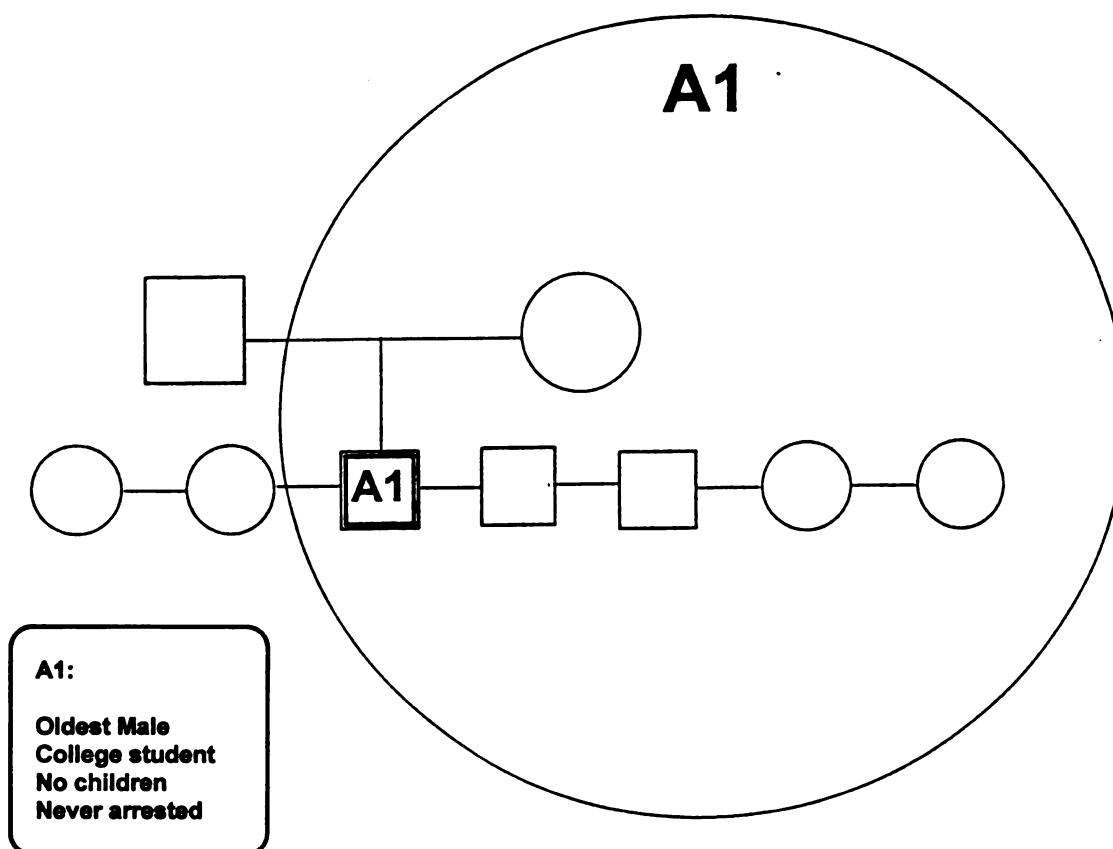 A1
A1
A1:
Oldest Male
College student
No children
Never arrested